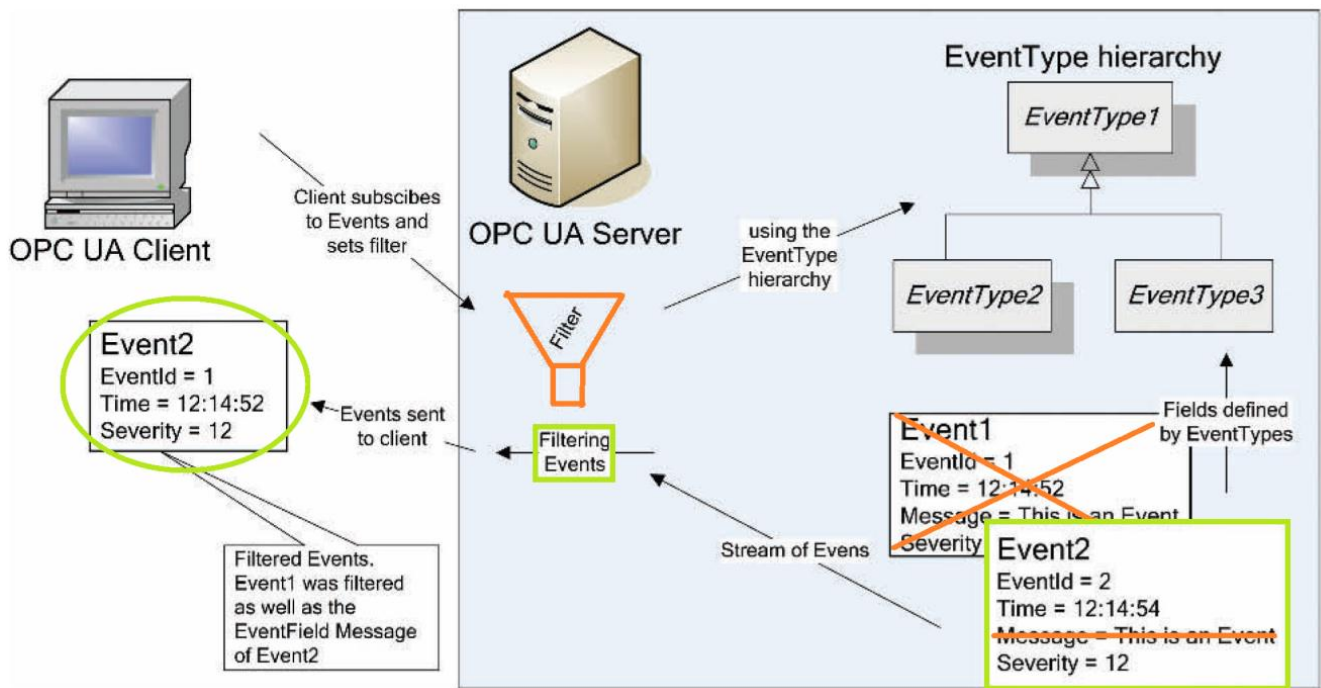 EventType hierarchy
EventType1
OPC UA Client
Client subscibes
to Events and
sets filter
OPC UA Server
using the
EventType
hierarchy
EventType2
EventType3
Filter
Event2
EventId = 1
Time = 12:14:52
Severity = 12
Events sent
to client
Filtering
Events
Fields defined
by EventTypes
Event1
EventId = 1
Time = 12:14:52
Message = This is an Event
Severity
Stream of Evens
Event2
EventId = 2
Time = 12:14:54
Message = This is an Event
Severity = 12
Filtered Events.
Event1 was filtered
as well as the
EventField Message
of Event2